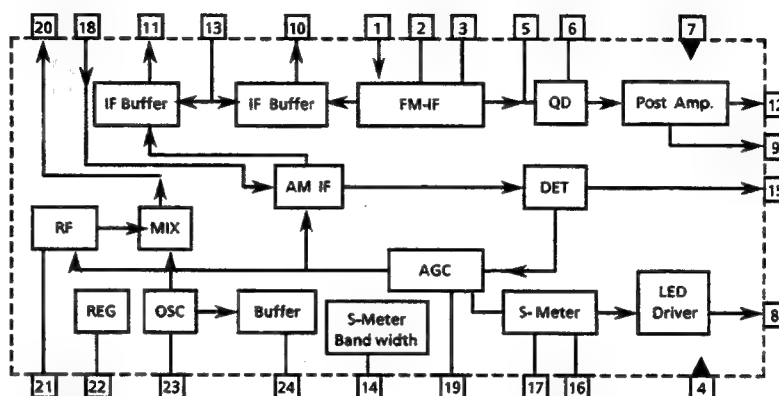 20 18 11 13 10 1 2 3 5 6 7
IF Buffer IF Buffer FM-IF QD Post Amp. 12
9
AM IF DET 15
RF MIX
AGC
REG OSC Buffer S-Meter Band width S-Meter LED Driver 8
21 22 23 24 14 19 17 16 4